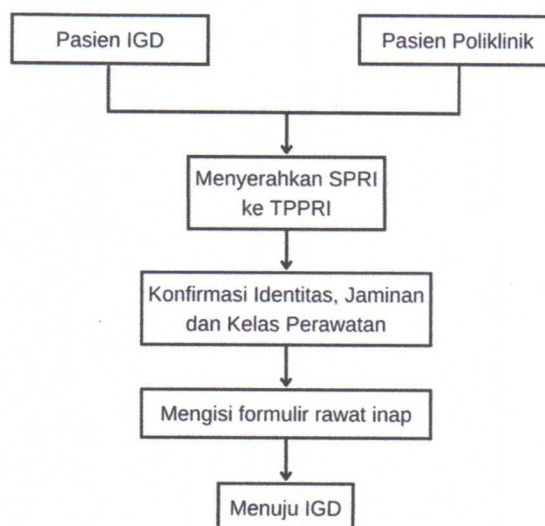 Pasien IGD
Pasien Poliklinik
Menyerahkan SPRI
ke TPPRI
Konfirmasi Identitas, Jaminan
dan Kelas Perawatan
Mengisi formulir rawat inap
Menuju IGD